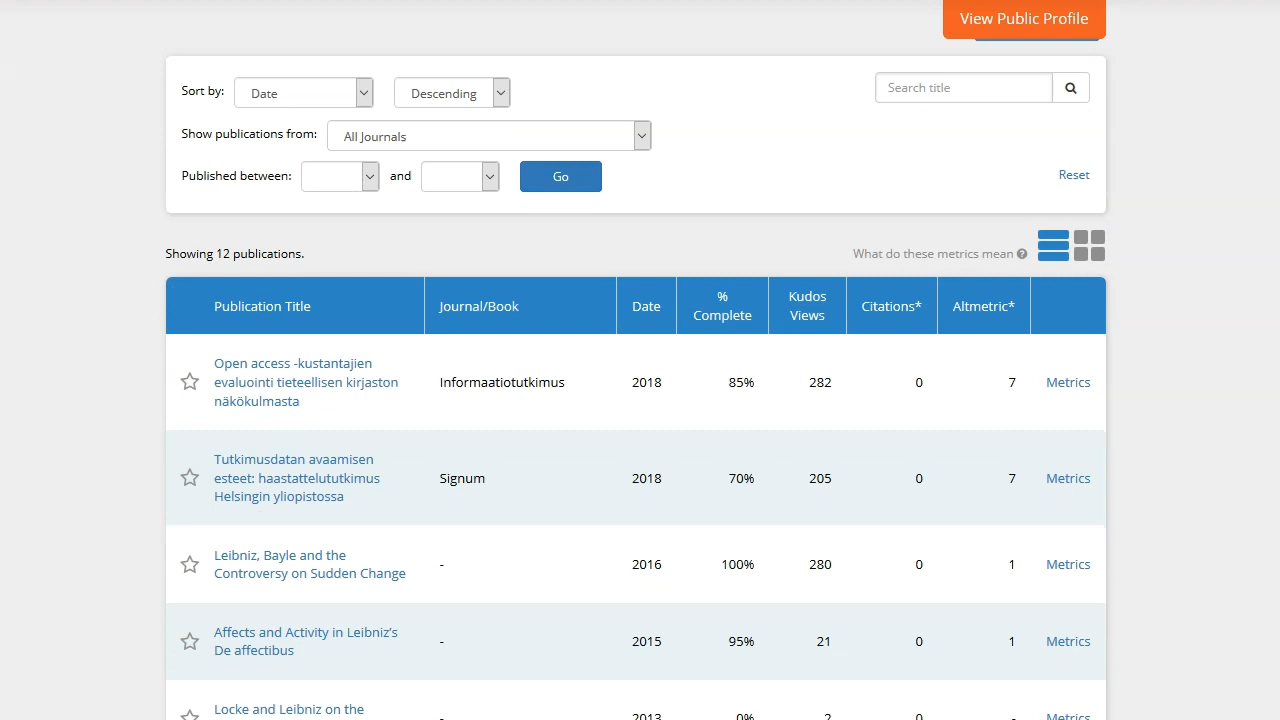 View Public Profile
Sort by: Date Descending Search title
Show publications from: All Journals
Published between: and Go Reset
Showing 12 publications. What do these metrics mean
Publication Title Journal/Book Date % Complete Kudos Views Citations* Altmetric*
Open access -kustantajien
evaluointi tieteellisen kirjaston
näkökulmasta
Informaatiotutkimus 2018 85% 282 0 7 Metrics
Tutkimusdatan avaamisen
esteet: haastattelututkimus
Helsingin yliopistossa
Signum 2018 70% 205 0 7 Metrics
Leibniz, Bayle and the
Controversy on Sudden Change
- 2016 100% 280 0 1 Metrics
Affects and Activity in Leibniz's
De affectibus
- 2015 95% 21 0 1 Metrics
Locke and Leibniz on the
- 2013 0% 2 0 - Metrics